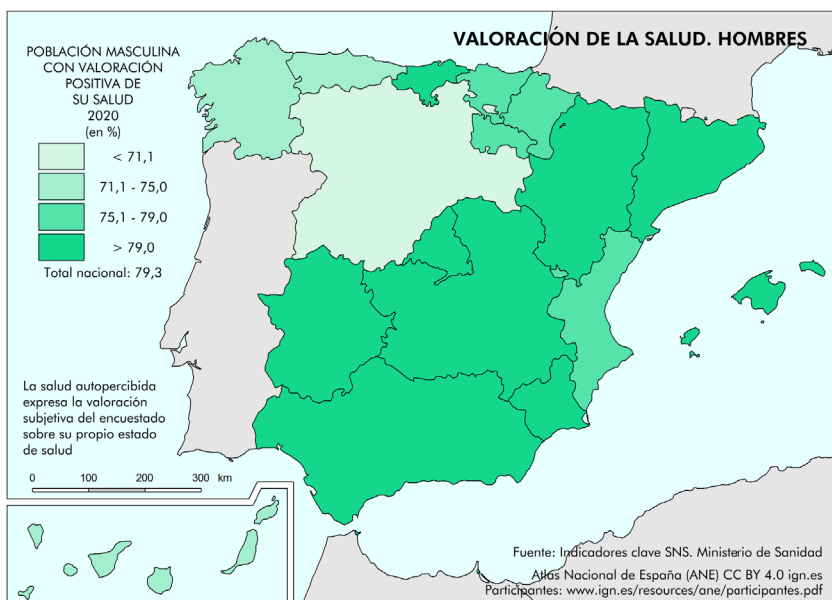 VALORACIÓN DE LA SALUD. HOMBRES
POBLACIÓN MASCULINA
CON VALORACIÓN
POSITIVA DE
SU SALUD
2020
(en %)
< 71,1
71,1 - 75,0
75,1 - 79,0
> 79,0
Total nacional: 79,3
La salud autopercibida
expresa la valoración
subjetiva del encuestado
sobre su propio estado
de salud
0 100 200 300 km
Fuente: Indicadores clave SNS. Ministerio de Sanidad
Atlas Nacional de España (ANE) CC BY 4.0 ign.es
Participantes: www.ign.es/resources/ane/participantes.pdf